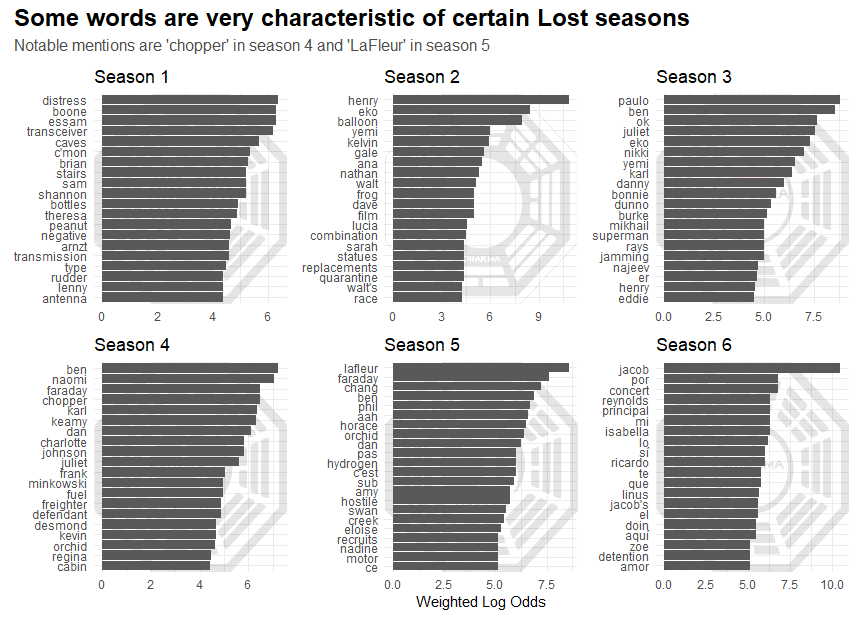 Some words are very characteristic of certain Lost seasons
Notable mentions are 'chopper' in season 4 and 'LaFleur' in season 5
Season 1
distress
boone
essam
transceiver
caves
c'mon
brian
stairs
sam
shannon
bottles
theresa
peanut
negative
arnzt
transmission
type
rudder
lenny
antenna
0 2 4 6
Season 2
henry
eko
balloon
yemi
kelvin
gale
ana
nathan
walt
frog
dave
film
lucia
combination
sarah
statues
replacements
quarantine
walt's
race
0 3 6 9
Season 3
paulo
ben
ok
juliet
eko
nikki
yemi
karl
danny
bonnie
dunno
burke
mikhail
superman
rays
jamming
najeev
er
henry
eddie
0.0 2.5 5.0 7.5
Season 4
ben
naomi
faraday
chopper
karl
keamy
dan
charlotte
johnson
juliet
frank
minkowski
fuel
freighter
defendant
desmond
kevin
orchid
regina
cabin
0 2 4 6
Season 5
lafleur
faraday
chang
ben
phil
aah
horace
orchid
dan
pas
hydrogen
c'est
sub
amy
hostile
swan
creek
eloise
recruits
nadine
motor
ce
0.0 2.5 5.0 7.5
Season 6
jacob
por
concert
reynolds
principal
mi
isabella
lo
si
ricardo
te
que
linus
jacob's
el
doin
aqui
zoe
detention
amor
0.0 2.5 5.0 7.5 10.0
Weighted Log Odds